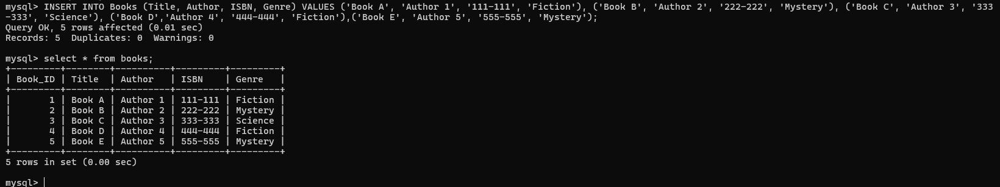 mysql> INSERT INTO Books (Title, Author, ISBN, Genre) VALUES ('Book A', 'Author 1', '111-111', 'Fiction'), ('Book B', 'Author 2', '222-222', 'Mystery'), ('Book C', 'Author 3', '333
-333', 'Science'), ('Book D','Author 4', '444-444', 'Fiction'),('Book E', 'Author 5', '555-555', 'Mystery');
Query OK, 5 rows affected (0.01 sec)
Records: 5  Duplicates: 0  Warnings: 0

mysql> select * from books;
+---------+--------+----------+---------+---------+
| Book_ID | Title  | Author   | ISBN    | Genre   |
+---------+--------+----------+---------+---------+
|       1 | Book A | Author 1 | 111-111 | Fiction |
|       2 | Book B | Author 2 | 222-222 | Mystery |
|       3 | Book C | Author 3 | 333-333 | Science |
|       4 | Book D | Author 4 | 444-444 | Fiction |
|       5 | Book E | Author 5 | 555-555 | Mystery |
+---------+--------+----------+---------+---------+
5 rows in set (0.00 sec)

mysql>